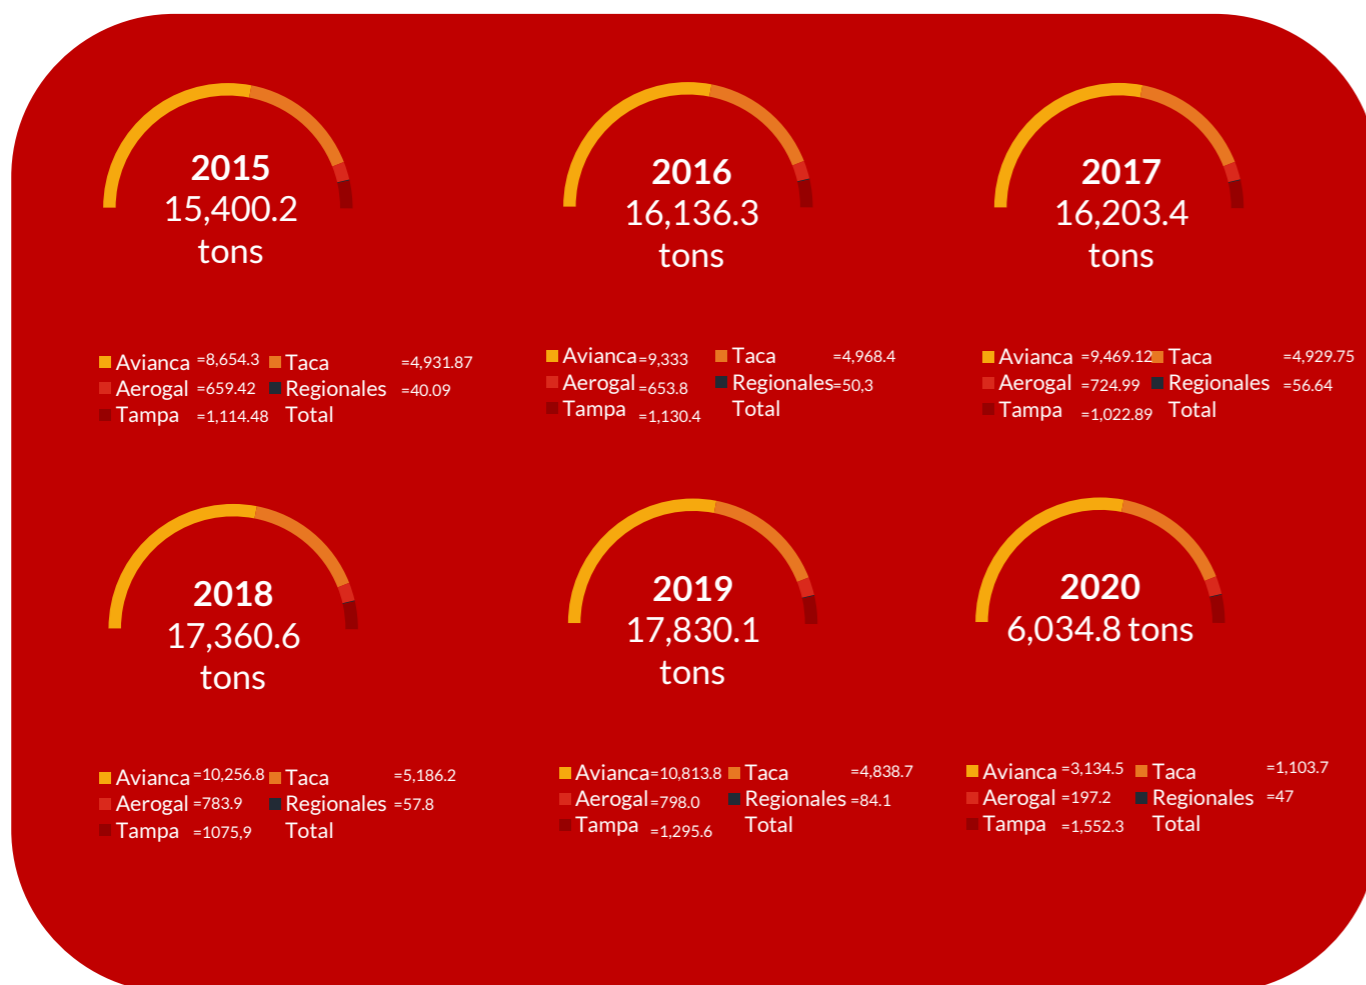 2015
15,400.2
tons
Avianca =8,654.3 Taca =4,931.87
Aerogal =659.42 Regionales =40.09
Tampa =1,114.48 Total
2016
16,136.3
tons
Avianca =9,333 Taca =4,968.4
Aerogal =653.8 Regionales =50,3
Tampa =1,130.4 Total
2017
16,203.4
tons
Avianca =9,469.12 Taca =4,929.75
Aerogal =724.99 Regionales =56.64
Tampa =1,022.89 Total
2018
17,360.6
tons
Avianca =10,256.8 Taca =5,186.2
Aerogal =783.9 Regionales =57.8
Tampa =1075,9 Total
2019
17,830.1
tons
Avianca =10,813.8 Taca =4,838.7
Aerogal =798.0 Regionales =84.1
Tampa =1,295.6 Total
2020
6,034.8 tons
Avianca =3,134.5 Taca =1,103.7
Aerogal =197.2 Regionales =47
Tampa =1,552.3 Total